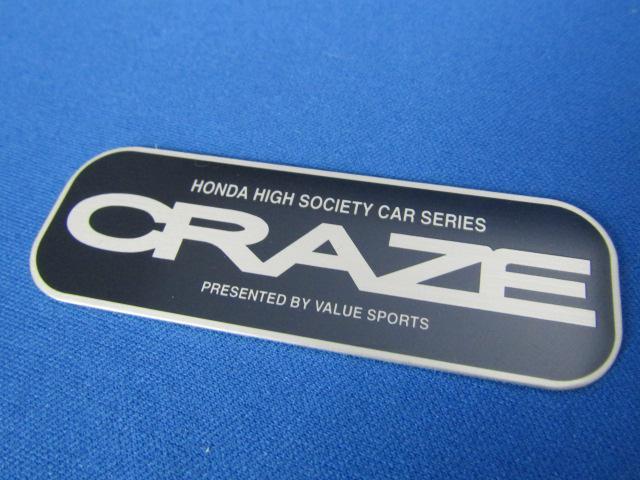 HONDA HIGH SOCIETY CAR SERIES
CRAZE
PRESENTED BY VALUE SPORTS